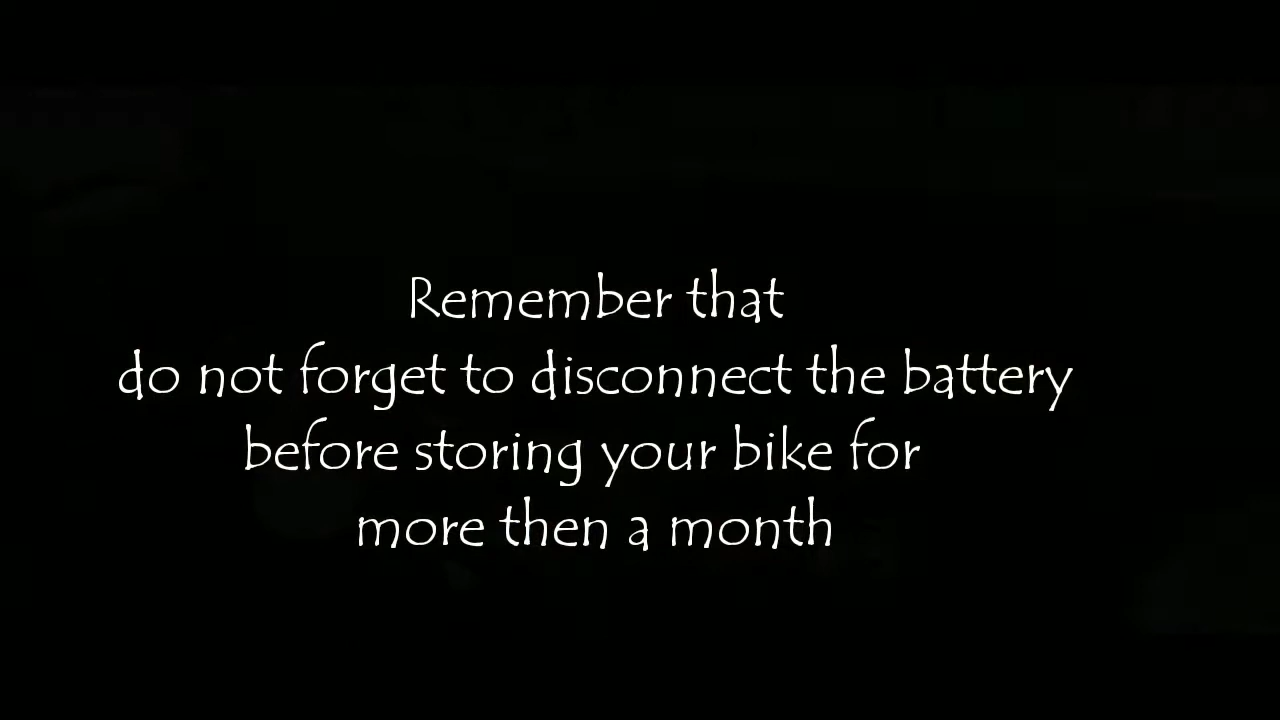 Remember that
do not forget to disconnect the battery
before storing your bike for
more then a month